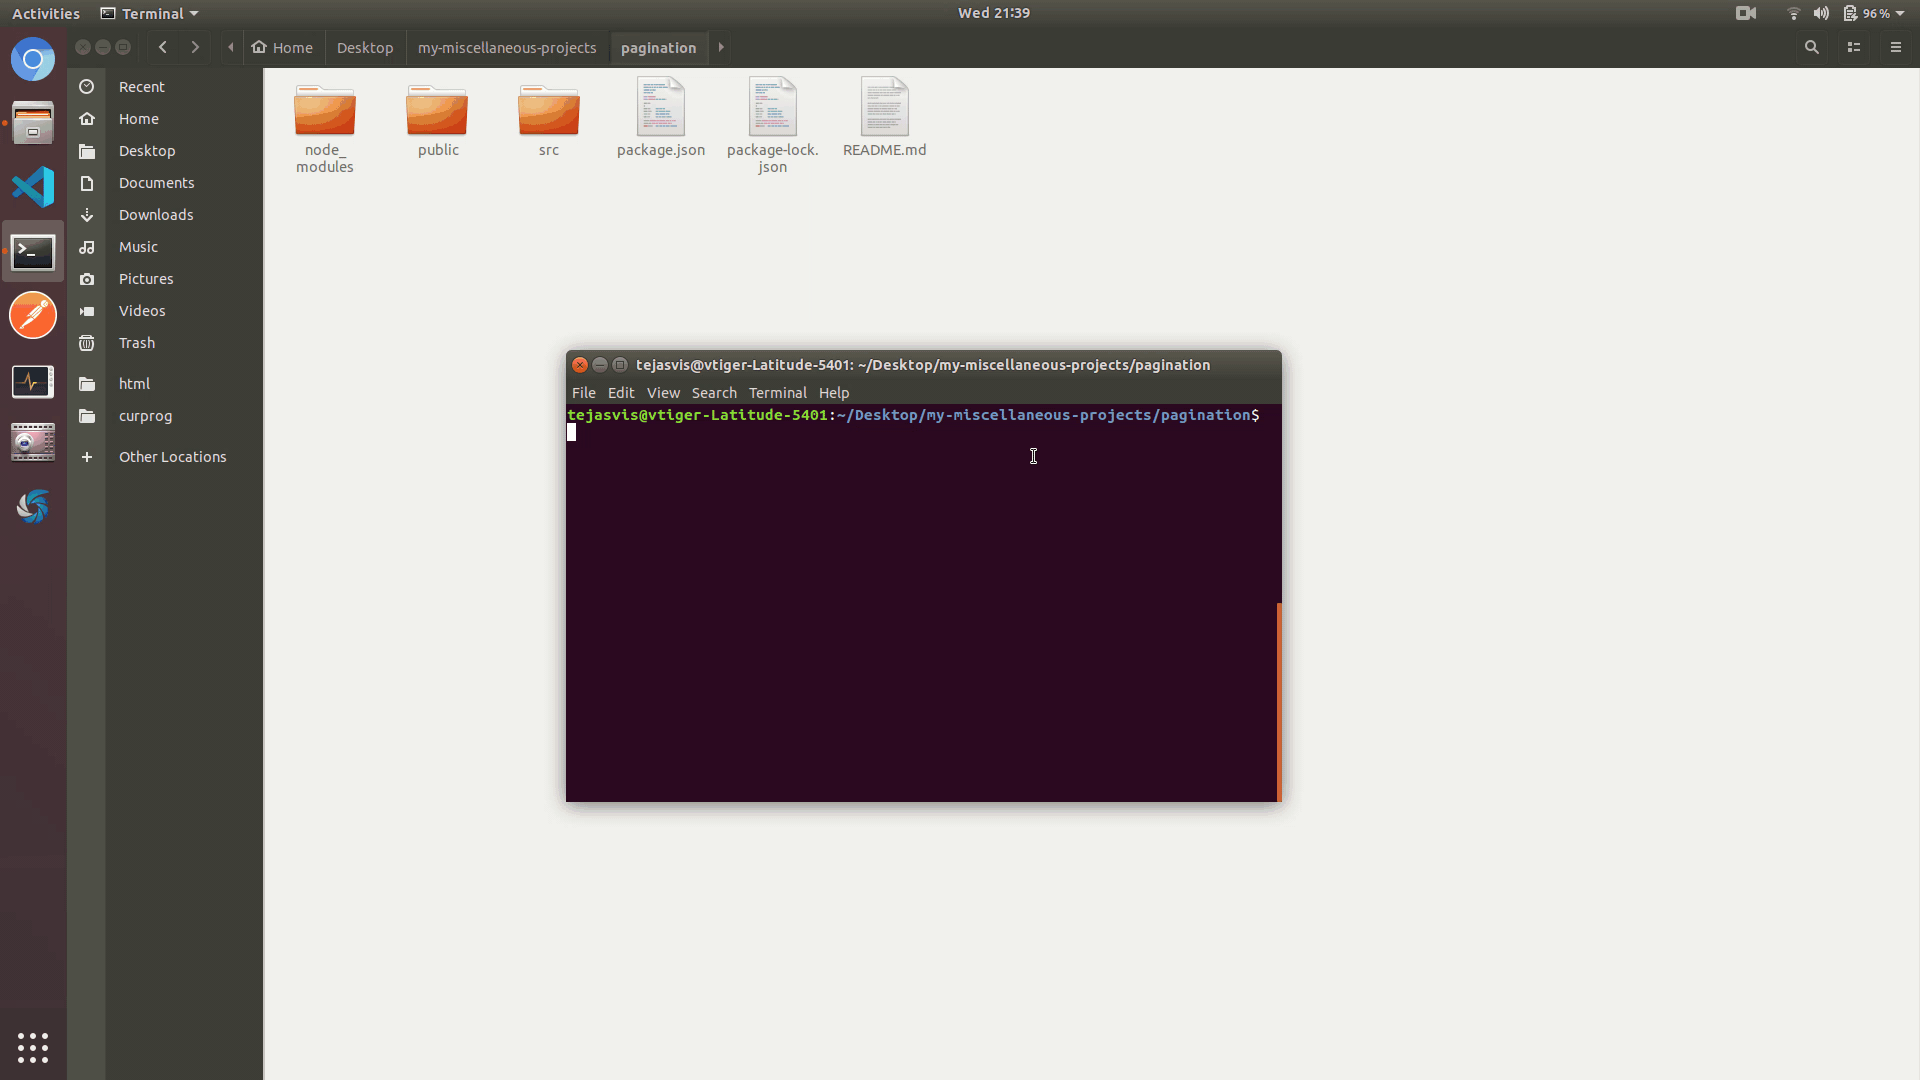 Activities
Terminal
Wed 21:39
96 %
Home
Desktop
my-miscellaneous-projects
pagination
Recent
Home
Desktop
Documents
Downloads
Music
Pictures
Videos
Trash
html
curprog
Other Locations
node_
modules
public
src
package.json
package-lock.
json
README.md
tejasvis@vtiger-Latitude-5401: ~/Desktop/my-miscellaneous-projects/pagination
File Edit View Search Terminal Help
tejasvis@vtiger-Latitude-5401:~/Desktop/my-miscellaneous-projects/pagination$